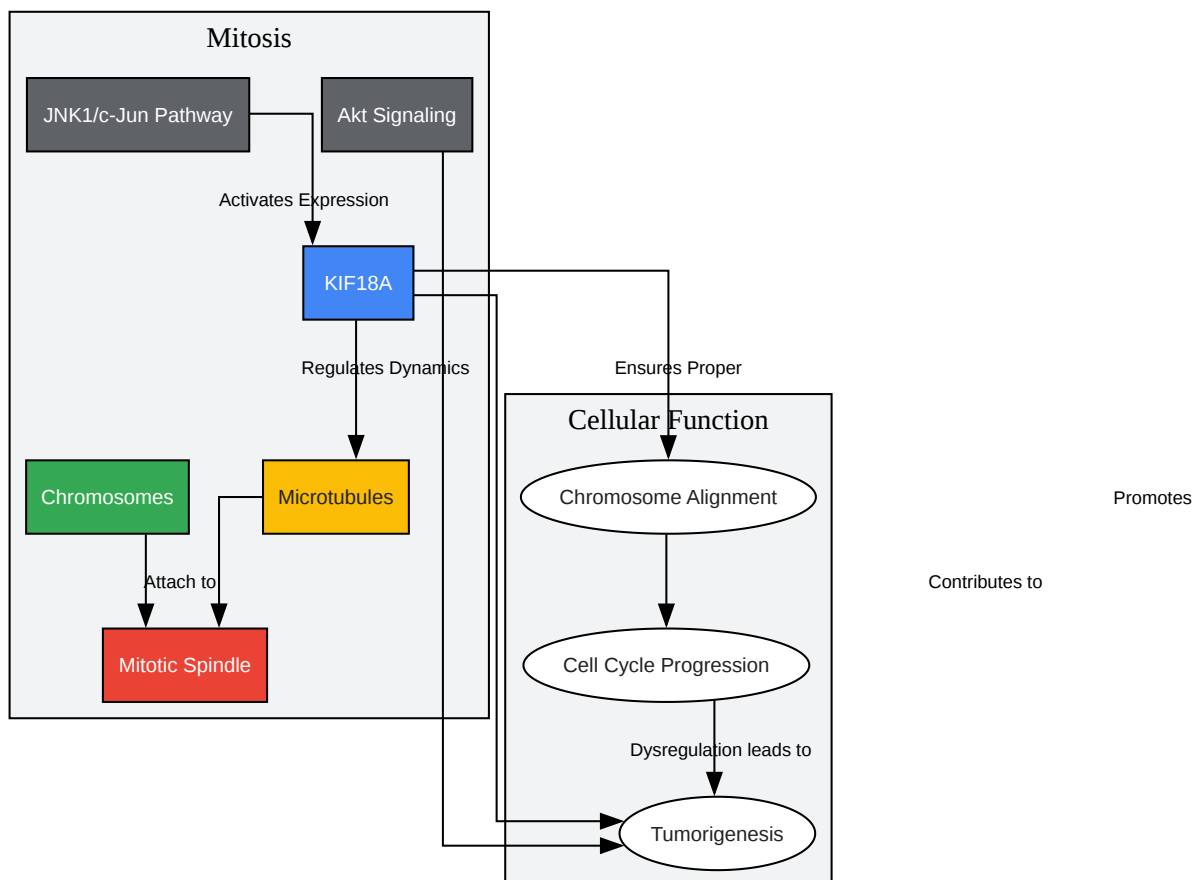 Mitosis
JNK1/c-Jun Pathway
Akt Signaling
Activates Expression
KIF18A
Regulates Dynamics
Ensures Proper
Cellular Function
Chromosomes
Microtubules
Chromosome Alignment
Promotes
Attach to
Contributes to
Mitotic Spindle
Cell Cycle Progression
Dysregulation leads to
Tumorigenesis